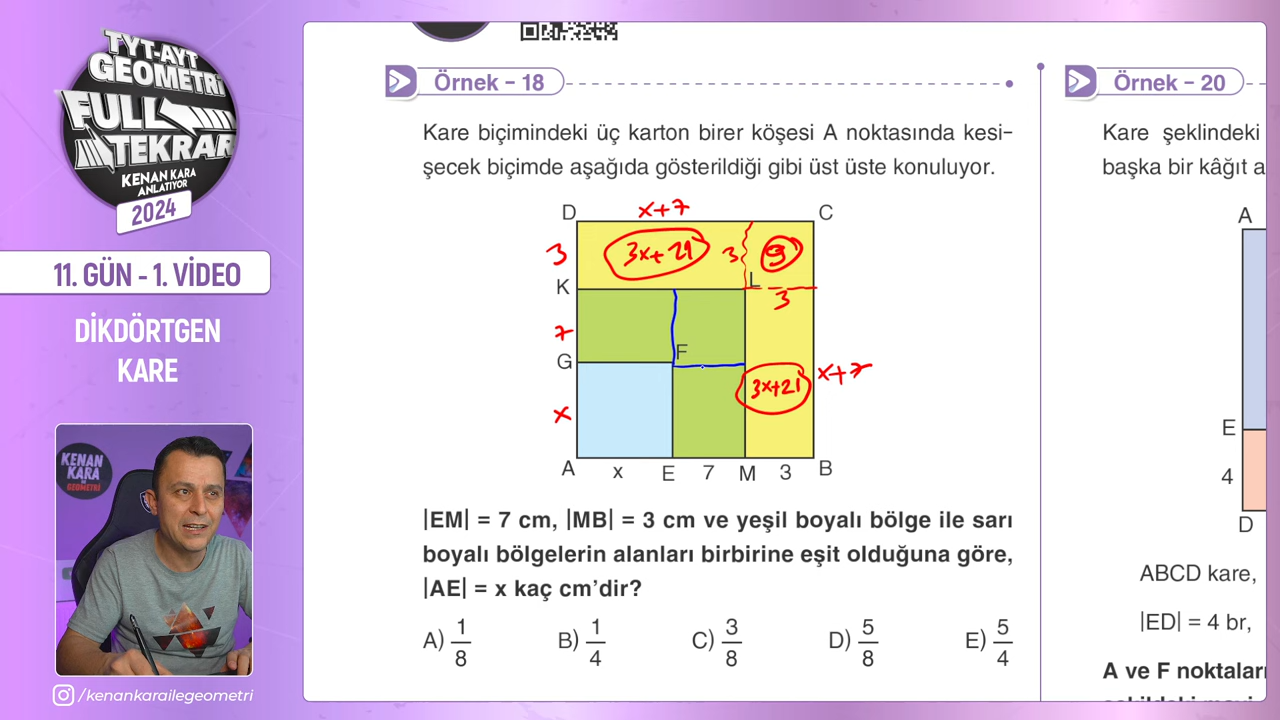 TYT-AYT
GEOMETRİ
FULL
TEKRAR
KENAN KARA
ANLATIYOR
2024
11. GÜN - 1. VİDEO
DİKDÖRTGEN
KARE
KENAN
KARA
GEOMETRİ
/kenankarailegeometri
Örnek – 18
Kare biçimindeki üç karton birer köşesi A noktasında kesi-
şecek biçimde aşağıda gösterildiği gibi üst üste konuluyor.
D x+7 C
3 3x+21 3 9
K L 3
7
G F
3x+21 x+7
x
A x E 7 M 3 B
|EM| = 7 cm, |MB| = 3 cm ve yeşil boyalı bölge ile sarı
boyalı bölgelerin alanları birbirine eşit olduğuna göre,
|AE| = x kaç cm'dir?
A) 1/8 B) 1/4 C) 3/8 D) 5/8 E) 5/4
Örnek – 20
Kare şeklindeki
başka bir kâğıt a
A
E
4
D
ABCD kare,
|ED| = 4 br,
A ve F noktaları